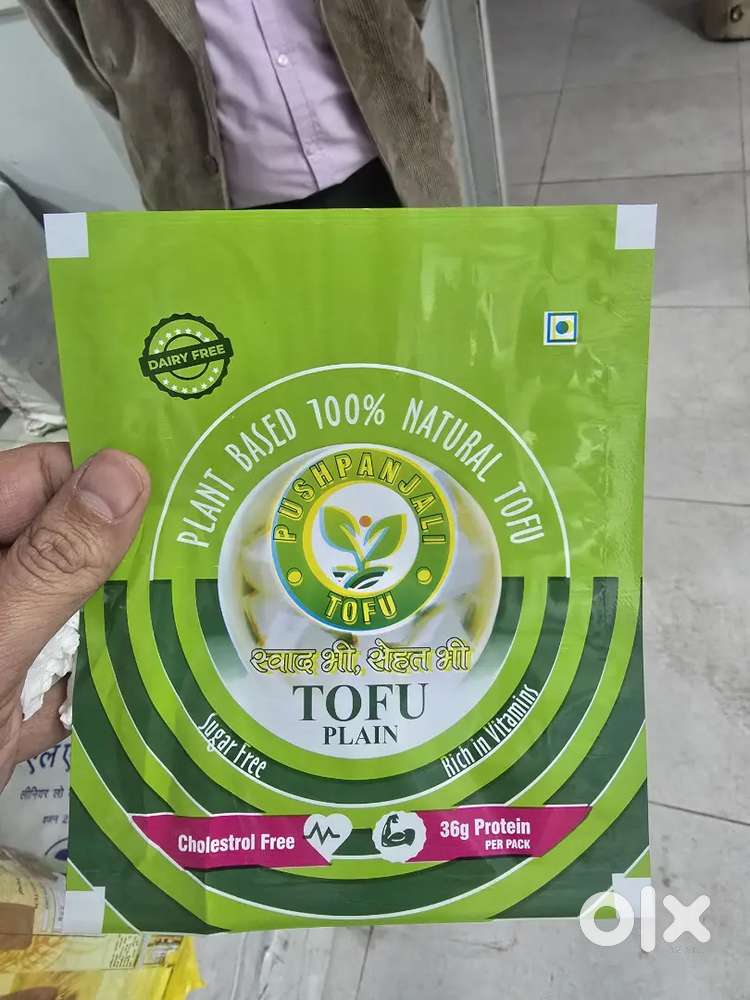 DAIRY FREE
PLANT BASED 100% NATURAL TOFU
PUSHPANJALI
TOFU
स्वाद भी, सेहत भी
TOFU
PLAIN
Sugar Free
Rich in Vitamins
Cholestrol Free
36g Protein
PER PACK
olx